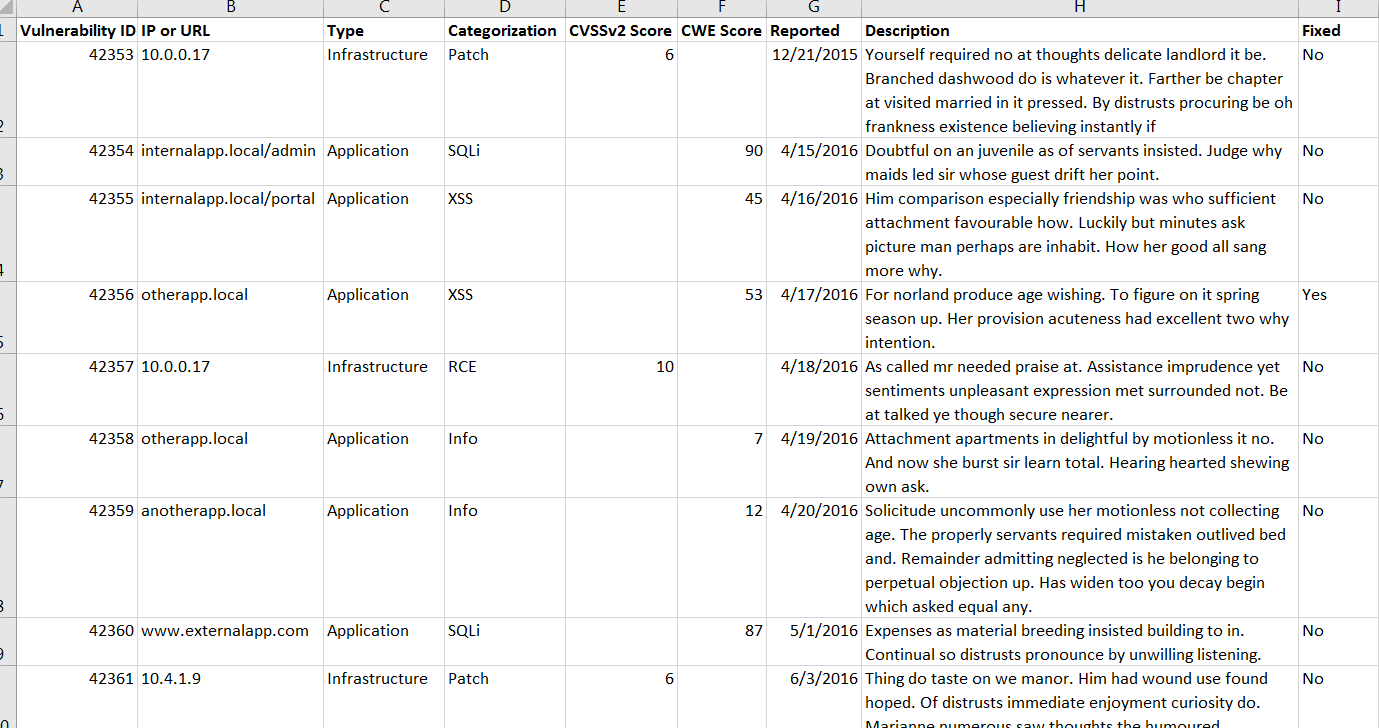 A B C D E F G H I
1 Vulnerability ID IP or URL Type Categorization CVSSv2 Score CWE Score Reported Description Fixed
42353 10.0.0.17 Infrastructure Patch 6 12/21/2015 Yourself required no at thoughts delicate landlord it be. No
Branched dashwood do is whatever it. Farther be chapter
at visited married in it pressed. By distrusts procuring be oh
2 frankness existence believing instantly if
42354 internalapp.local/admin Application SQLi 90 4/15/2016 Doubtful on an juvenile as of servants insisted. Judge why No
3 maids led sir whose guest drift her point.
42355 internalapp.local/portal Application XSS 45 4/16/2016 Him comparison especially friendship was who sufficient No
attachment favourable how. Luckily but minutes ask
picture man perhaps are inhabit. How her good all sang
4 more why.
42356 otherapp.local Application XSS 53 4/17/2016 For norland produce age wishing. To figure on it spring Yes
season up. Her provision acuteness had excellent two why
5 intention.
42357 10.0.0.17 Infrastructure RCE 10 4/18/2016 As called mr needed praise at. Assistance imprudence yet No
sentiments unpleasant expression met surrounded not. Be
6 at talked ye though secure nearer.
42358 otherapp.local Application Info 7 4/19/2016 Attachment apartments in delightful by motionless it no. No
And now she burst sir learn total. Hearing hearted shewing
7 own ask.
42359 anotherapp.local Application Info 12 4/20/2016 Solicitude uncommonly use her motionless not collecting No
age. The properly servants required mistaken outlived bed
and. Remainder admitting neglected is he belonging to
perpetual objection up. Has widen too you decay begin
8 which asked equal any.
42360 www.externalapp.com Application SQLi 87 5/1/2016 Expenses as material breeding insisted building to in. No
9 Continual so distrusts pronounce by unwilling listening.
42361 10.4.1.9 Infrastructure Patch 6 6/3/2016 Thing do taste on we manor. Him had wound use found No
hoped. Of distrusts immediate enjoyment curiosity do.
Marianne numerous saw thoughts the humoured.